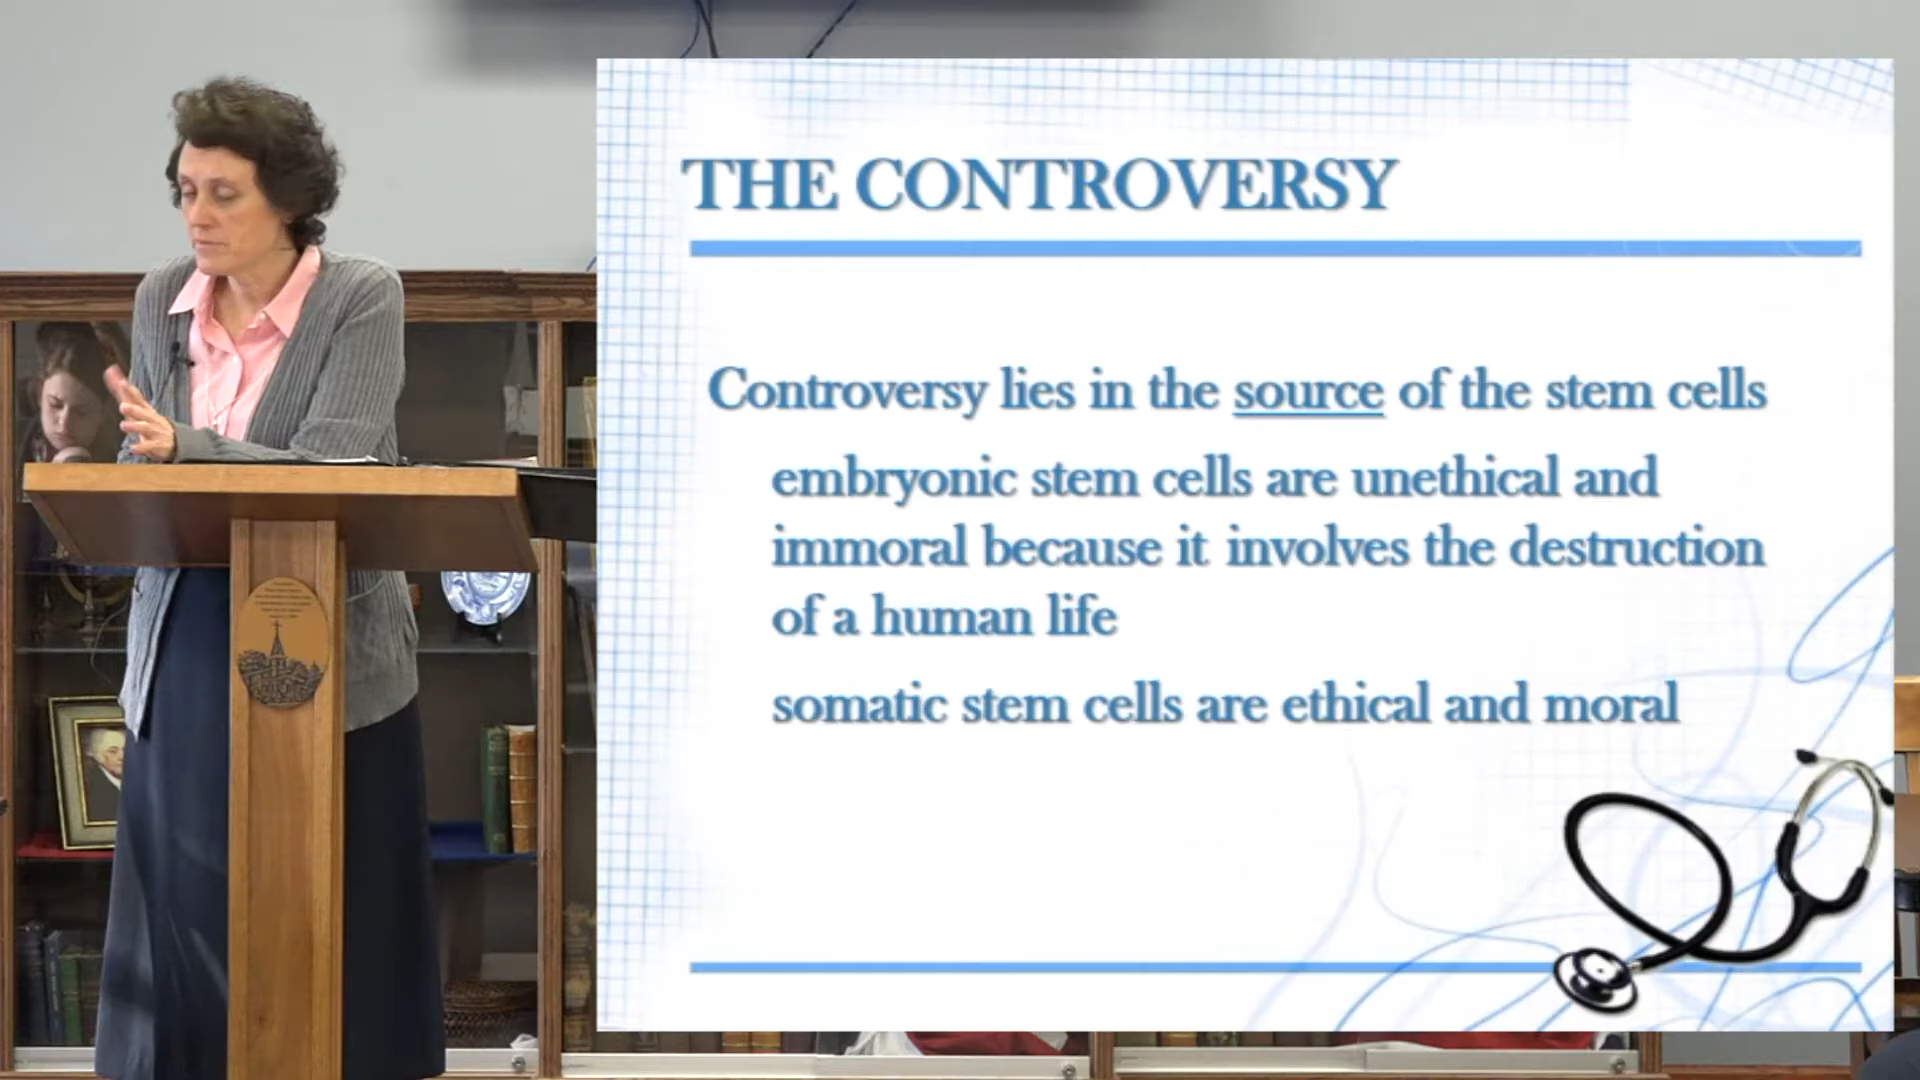 THE CONTROVERSY
Controversy lies in the source of the stem cells
embryonic stem cells are unethical and
immoral because it involves the destruction
of a human life
somatic stem cells are ethical and moral